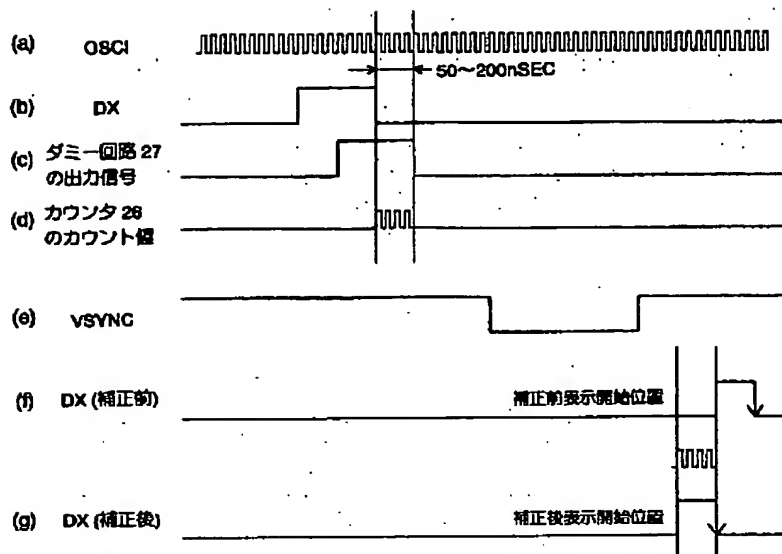 (a) OSCI
50~200nSEC
(b) DX
(c) ダミー回路 27
の出力信号
(d) カウンタ 26
のカウント値
(e) VSYNC
(f) DX (補正前) 補正前表示開始位置
(g) DX (補正後) 補正後表示開始位置